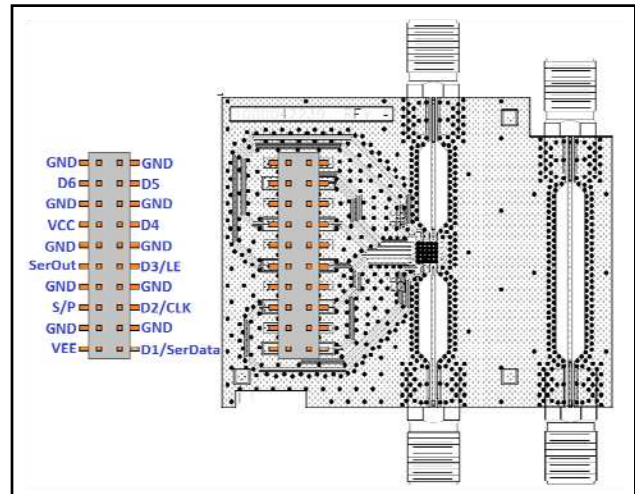 GND GND
D6 D5
GND GND
VCC D4
GND GND
SerOut D3/LE
GND GND
S/P D2/CLK
GND GND
VEE D1/SerData